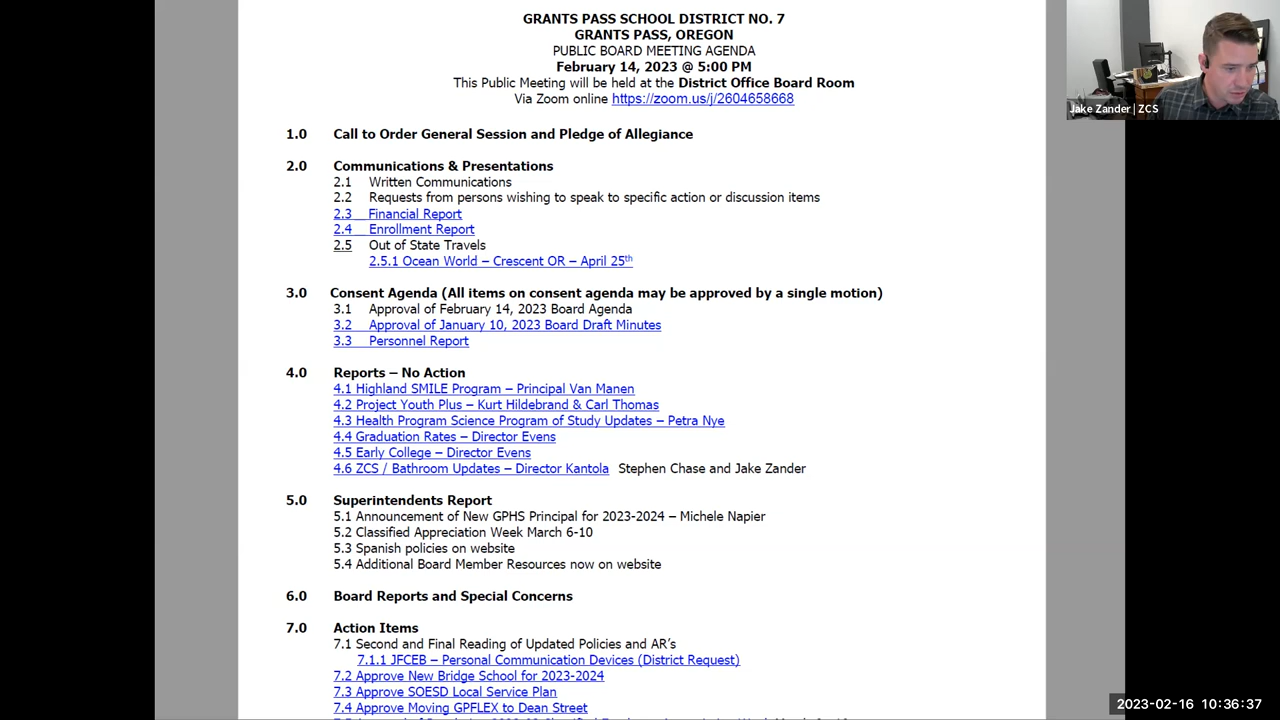 GRANTS PASS SCHOOL DISTRICT NO. 7
GRANTS PASS, OREGON
PUBLIC BOARD MEETING AGENDA
February 14, 2023 @ 5:00 PM
This Public Meeting will be held at the District Office Board Room
Via Zoom online https://zoom.us/j/2604658668
Jake Zander | ZCS
1.0 Call to Order General Session and Pledge of Allegiance
2.0 Communications & Presentations
2.1 Written Communications
2.2 Requests from persons wishing to speak to specific action or discussion items
2.3 Financial Report
2.4 Enrollment Report
2.5 Out of State Travels
2.5.1 Ocean World – Crescent OR – April 25th
3.0 Consent Agenda (All items on consent agenda may be approved by a single motion)
3.1 Approval of February 14, 2023 Board Agenda
3.2 Approval of January 10, 2023 Board Draft Minutes
3.3 Personnel Report
4.0 Reports – No Action
4.1 Highland SMILE Program – Principal Van Manen
4.2 Project Youth Plus – Kurt Hildebrand & Carl Thomas
4.3 Health Program Science Program of Study Updates – Petra Nye
4.4 Graduation Rates – Director Evens
4.5 Early College – Director Evens
4.6 ZCS / Bathroom Updates – Director Kantola Stephen Chase and Jake Zander
5.0 Superintendents Report
5.1 Announcement of New GPHS Principal for 2023-2024 – Michele Napier
5.2 Classified Appreciation Week March 6-10
5.3 Spanish policies on website
5.4 Additional Board Member Resources now on website
6.0 Board Reports and Special Concerns
7.0 Action Items
7.1 Second and Final Reading of Updated Policies and AR's
7.1.1 JFCEB – Personal Communication Devices (District Request)
7.2 Approve New Bridge School for 2023-2024
7.3 Approve SOESD Local Service Plan
7.4 Approve Moving GPFLEX to Dean Street
2023-02-16 10:36:37